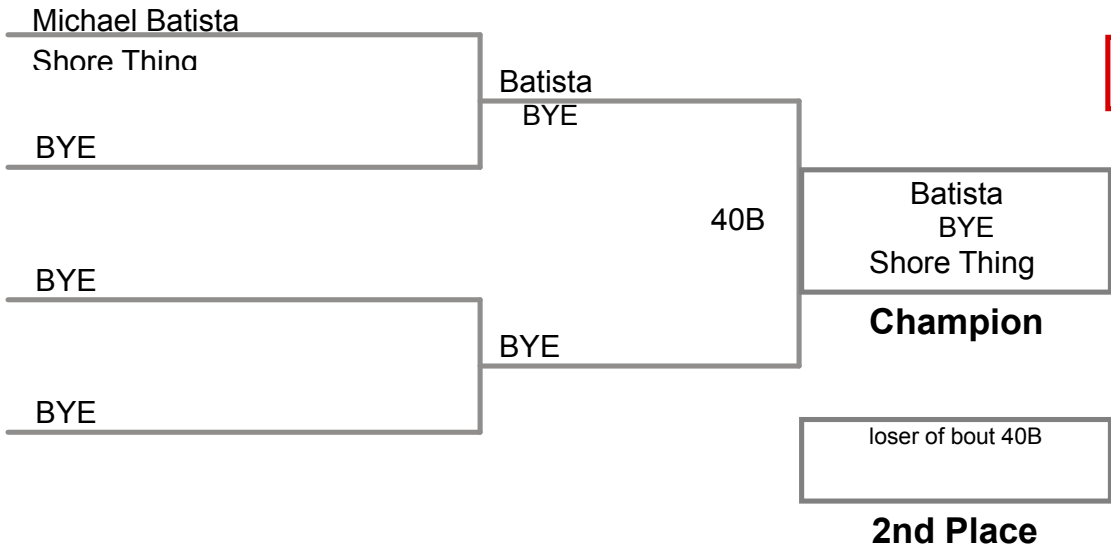 Michael Batista
Shore Thing
Batista
BYE
BYE
40B
Batista
BYE
Shore Thing
BYE
Champion
BYE
BYE
loser of bout 40B
2nd Place